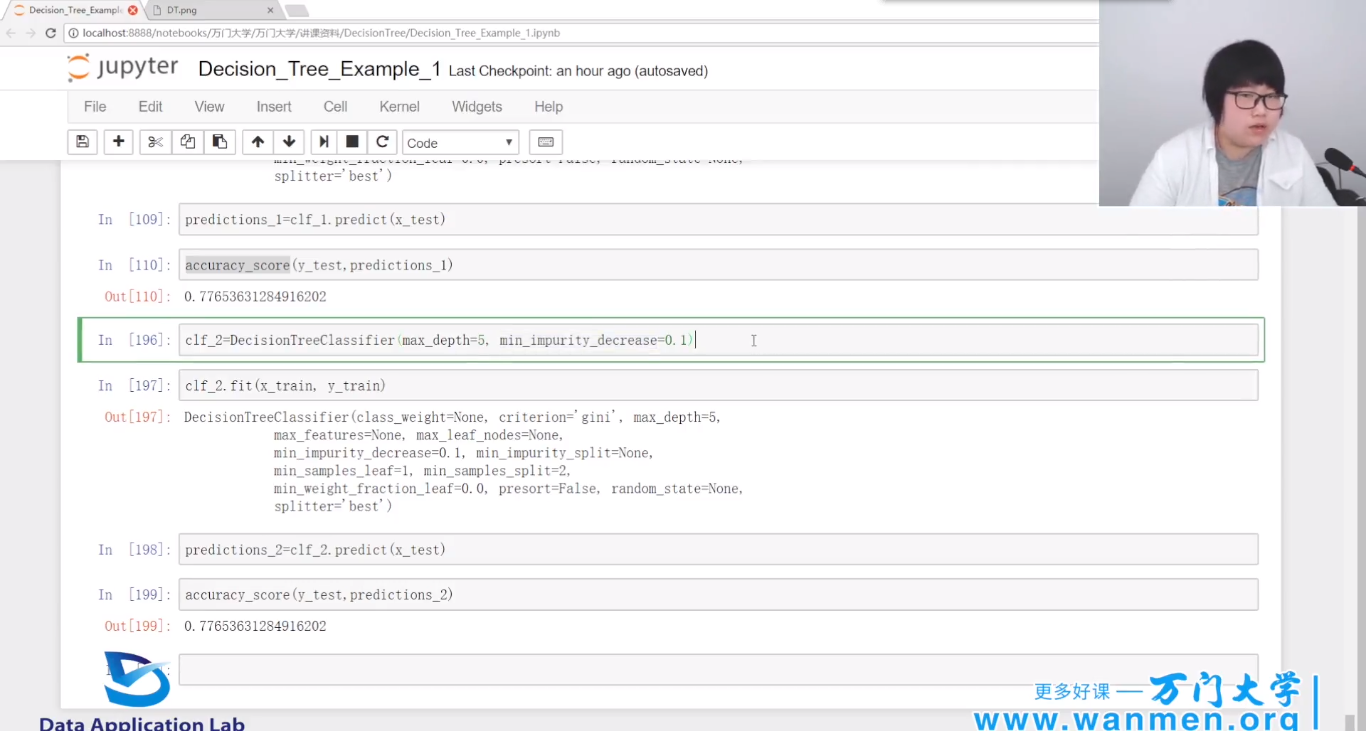 Decision_Tree_Example
DT.png
localhost:8888/notebooks/万门大学/万门大学/讲课资料/DecisionTree/Decision_Tree_Example_1.ipynb
jupyter Decision_Tree_Example_1 Last Checkpoint: an hour ago (autosaved)
File Edit View Insert Cell Kernel Widgets Help
Code
min_weight_fraction_leaf=0.0, presort=False, random_state=None,
splitter='best')
In [109]: predictions_1=clf_1.predict(x_test)
In [110]: accuracy_score(y_test,predictions_1)
Out[110]: 0.77653631284916202
In [196]: clf_2=DecisionTreeClassifier(max_depth=5, min_impurity_decrease=0.1)
In [197]: clf_2.fit(x_train, y_train)
Out[197]: DecisionTreeClassifier(class_weight=None, criterion='gini', max_depth=5,
max_features=None, max_leaf_nodes=None,
min_impurity_decrease=0.1, min_impurity_split=None,
min_samples_leaf=1, min_samples_split=2,
min_weight_fraction_leaf=0.0, presort=False, random_state=None,
splitter='best')
In [198]: predictions_2=clf_2.predict(x_test)
In [199]: accuracy_score(y_test,predictions_2)
Out[199]: 0.77653631284916202
更多好课 — 万门大学
www.wanmen.org
Data Application Lab